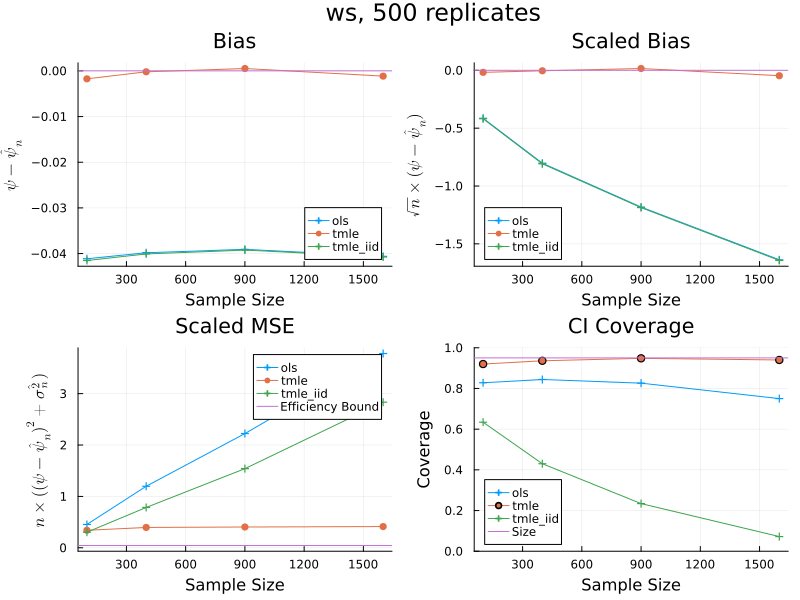 ws, 500 replicates
Bias
0.00
−0.01
−0.02
−0.03
−0.04
ψ − ψ̂ₙ
ols
tmle
tmle_iid
300 600 900 1200 1500
Sample Size
Scaled Bias
0.0
−0.5
−1.0
−1.5
√n × (ψ − ψ̂ₙ)
ols
tmle
tmle_iid
300 600 900 1200 1500
Sample Size
Scaled MSE
3
2
1
0
n × ((ψ − ψ̂ₙ)² + σ̂ₙ²)
ols
tmle
tmle_iid
Efficiency Bound
300 600 900 1200 1500
Sample Size
CI Coverage
1.0
0.8
0.6
0.4
0.2
0.0
Coverage
ols
tmle
tmle_iid
Size
300 600 900 1200 1500
Sample Size